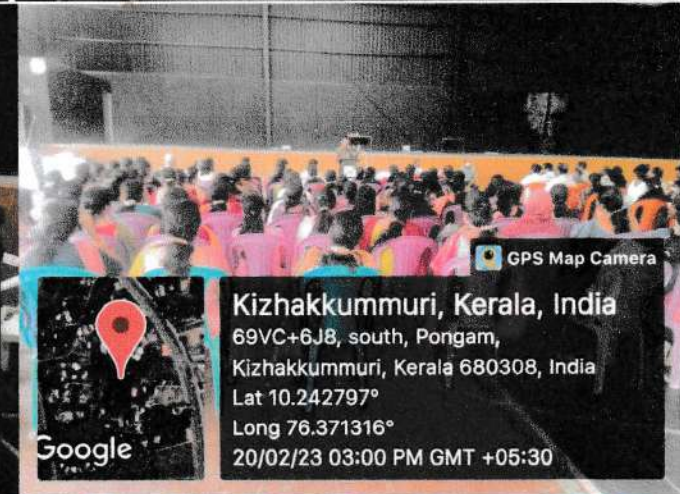 GPS Map Camera
Kizhakkummuri, Kerala, India
69VC+6J8, south, Pongam,
Kizhakkummuri, Kerala 680308, India
Lat 10.242797°
Long 76.371316°
20/02/23 03:00 PM GMT +05:30
Google